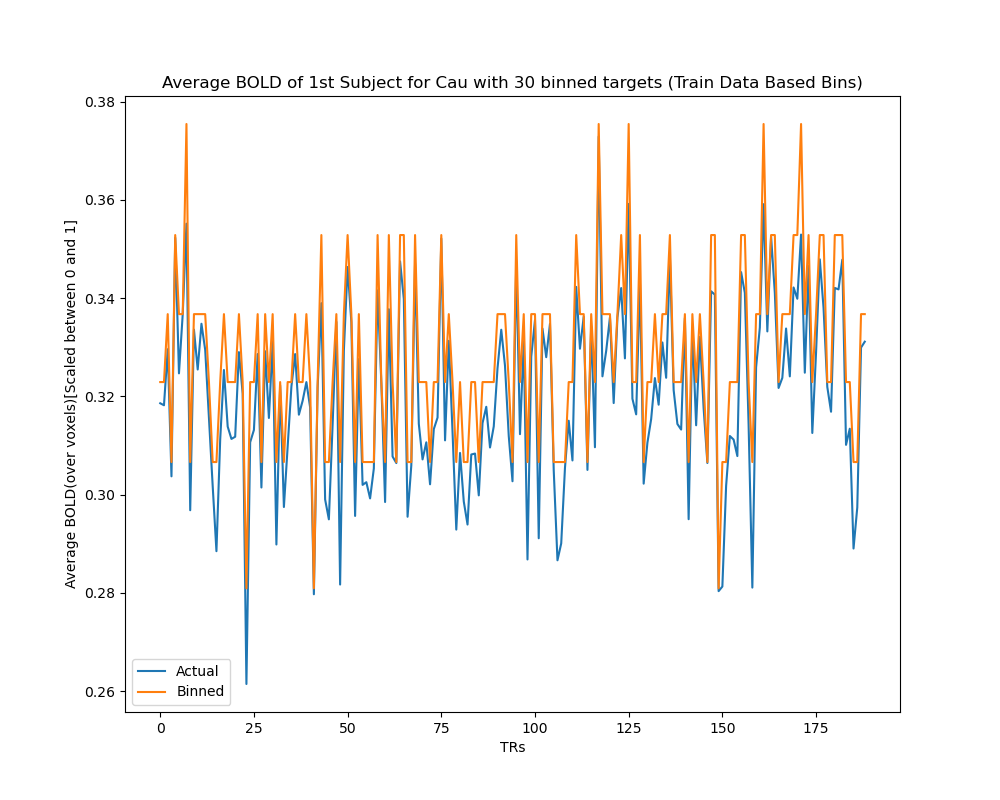 Average BOLD of 1st Subject for Cau with 30 binned targets (Train Data Based Bins)
Average BOLD(over voxels)[Scaled between 0 and 1]
0.38
0.36
0.34
0.32
0.30
0.28
0.26
Actual
Binned
0 25 50 75 100 125 150 175
TRs